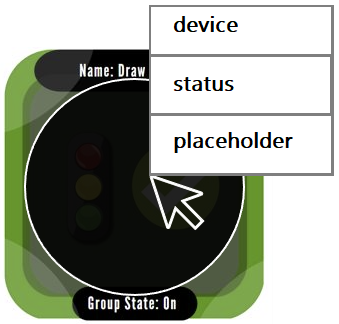 device
Name: Draw
status
placeholder
Group State: On